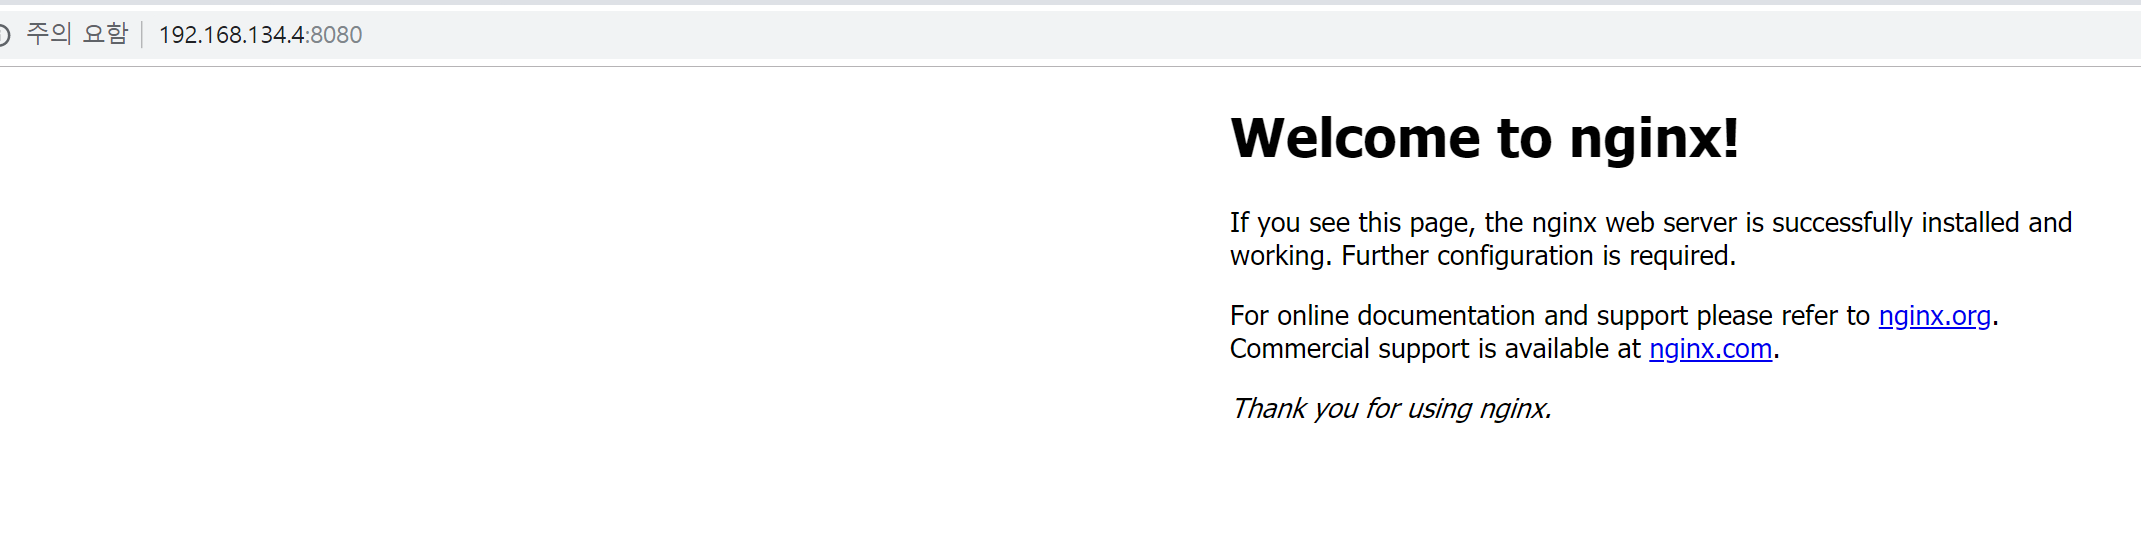 주의 요함 192.168.134.4:8080
Welcome to nginx!
If you see this page, the nginx web server is successfully installed and
working. Further configuration is required.
For online documentation and support please refer to nginx.org.
Commercial support is available at nginx.com.
Thank you for using nginx.